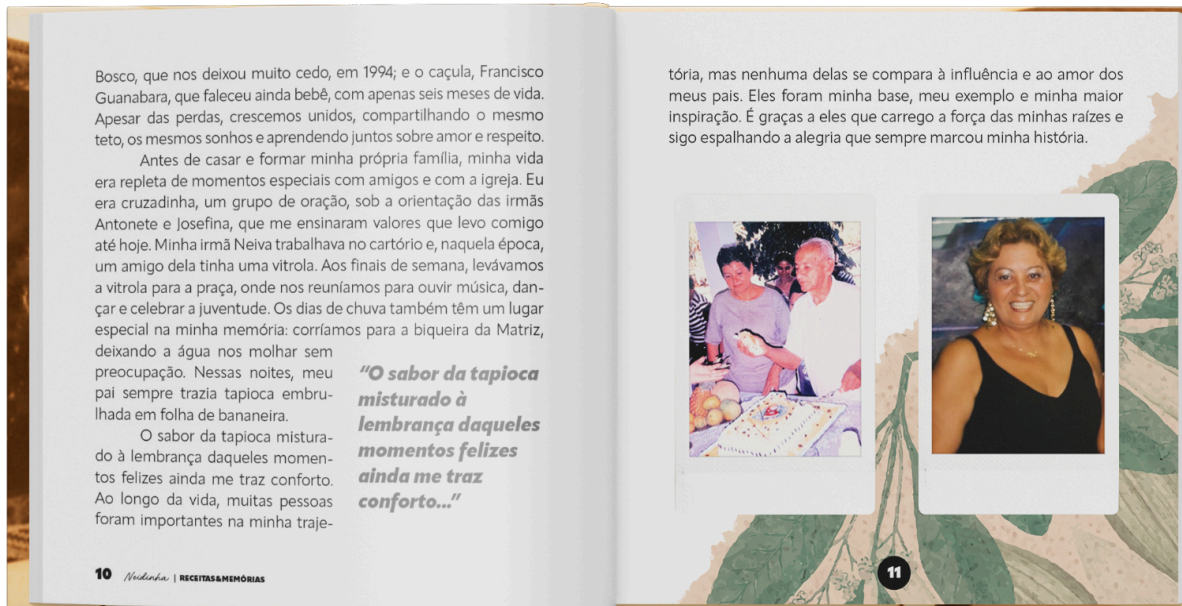 Bosco, que nos deixou muito cedo, em 1994; e o caçula, Francisco
Guanabara, que faleceu ainda bebê, com apenas seis meses de vida.
Apesar das perdas, crescemos unidos, compartilhando o mesmo
teto, os mesmos sonhos e aprendendo juntos sobre amor e respeito.
Antes de casar e formar minha própria família, minha vida
era repleta de momentos especiais com amigos e com a igreja. Eu
era cruzadinha, um grupo de oração, sob a orientação das irmãs
Antonete e Josefina, que me ensinaram valores que levo comigo
até hoje. Minha irmã Neiva trabalhava no cartório e, naquela época,
um amigo dela tinha uma vitrola. Aos finais de semana, levávamos
a vitrola para a praça, onde nos reuníamos para ouvir música, dan-
çar e celebrar a juventude. Os dias de chuva também têm um lugar
especial na minha memória: corríamos para a biqueira da Matriz,
deixando a água nos molhar sem
preocupação. Nessas noites, meu
pai sempre trazia tapioca embru-
lhada em folha de bananeira.
O sabor da tapioca mistura-
do à lembrança daqueles momen-
tos felizes ainda me traz conforto.
Ao longo da vida, muitas pessoas
foram importantes na minha traje-
“O sabor da tapioca
misturado à
lembrança daqueles
momentos felizes
ainda me traz
conforto...”
10 Neidinha | RECEITAS&MEMÓRIAS
tória, mas nenhuma delas se compara à influência e ao amor dos
meus pais. Eles foram minha base, meu exemplo e minha maior
inspiração. É graças a eles que carrego a força das minhas raízes e
sigo espalhando a alegria que sempre marcou minha história.
11